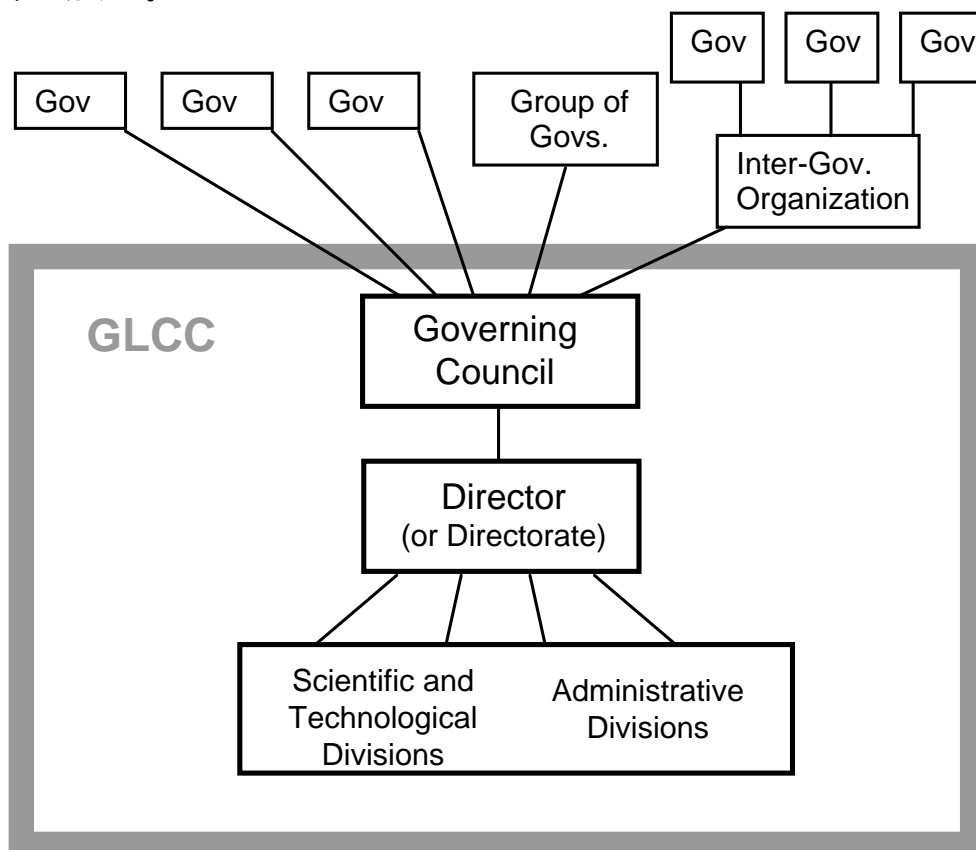 Gov Gov Gov
Gov Gov Gov
Group of
Govs.
Inter-Gov.
Organization
GLCC
Governing
Council
Director
(or Directorate)
Scientific and
Technological
Divisions
Administrative
Divisions